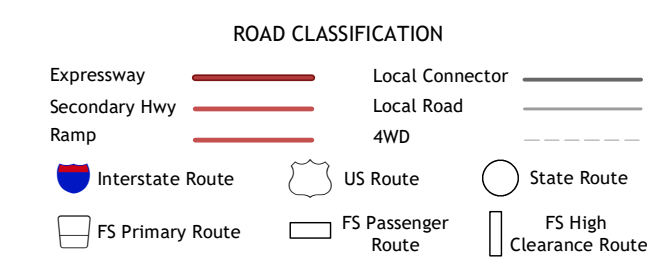 ROAD CLASSIFICATION
Expressway
Local Connector
Secondary Hwy
Local Road
Ramp
4WD
Interstate Route
US Route
State Route
FS Primary Route
FS Passenger
Route
FS High
Clearance Route